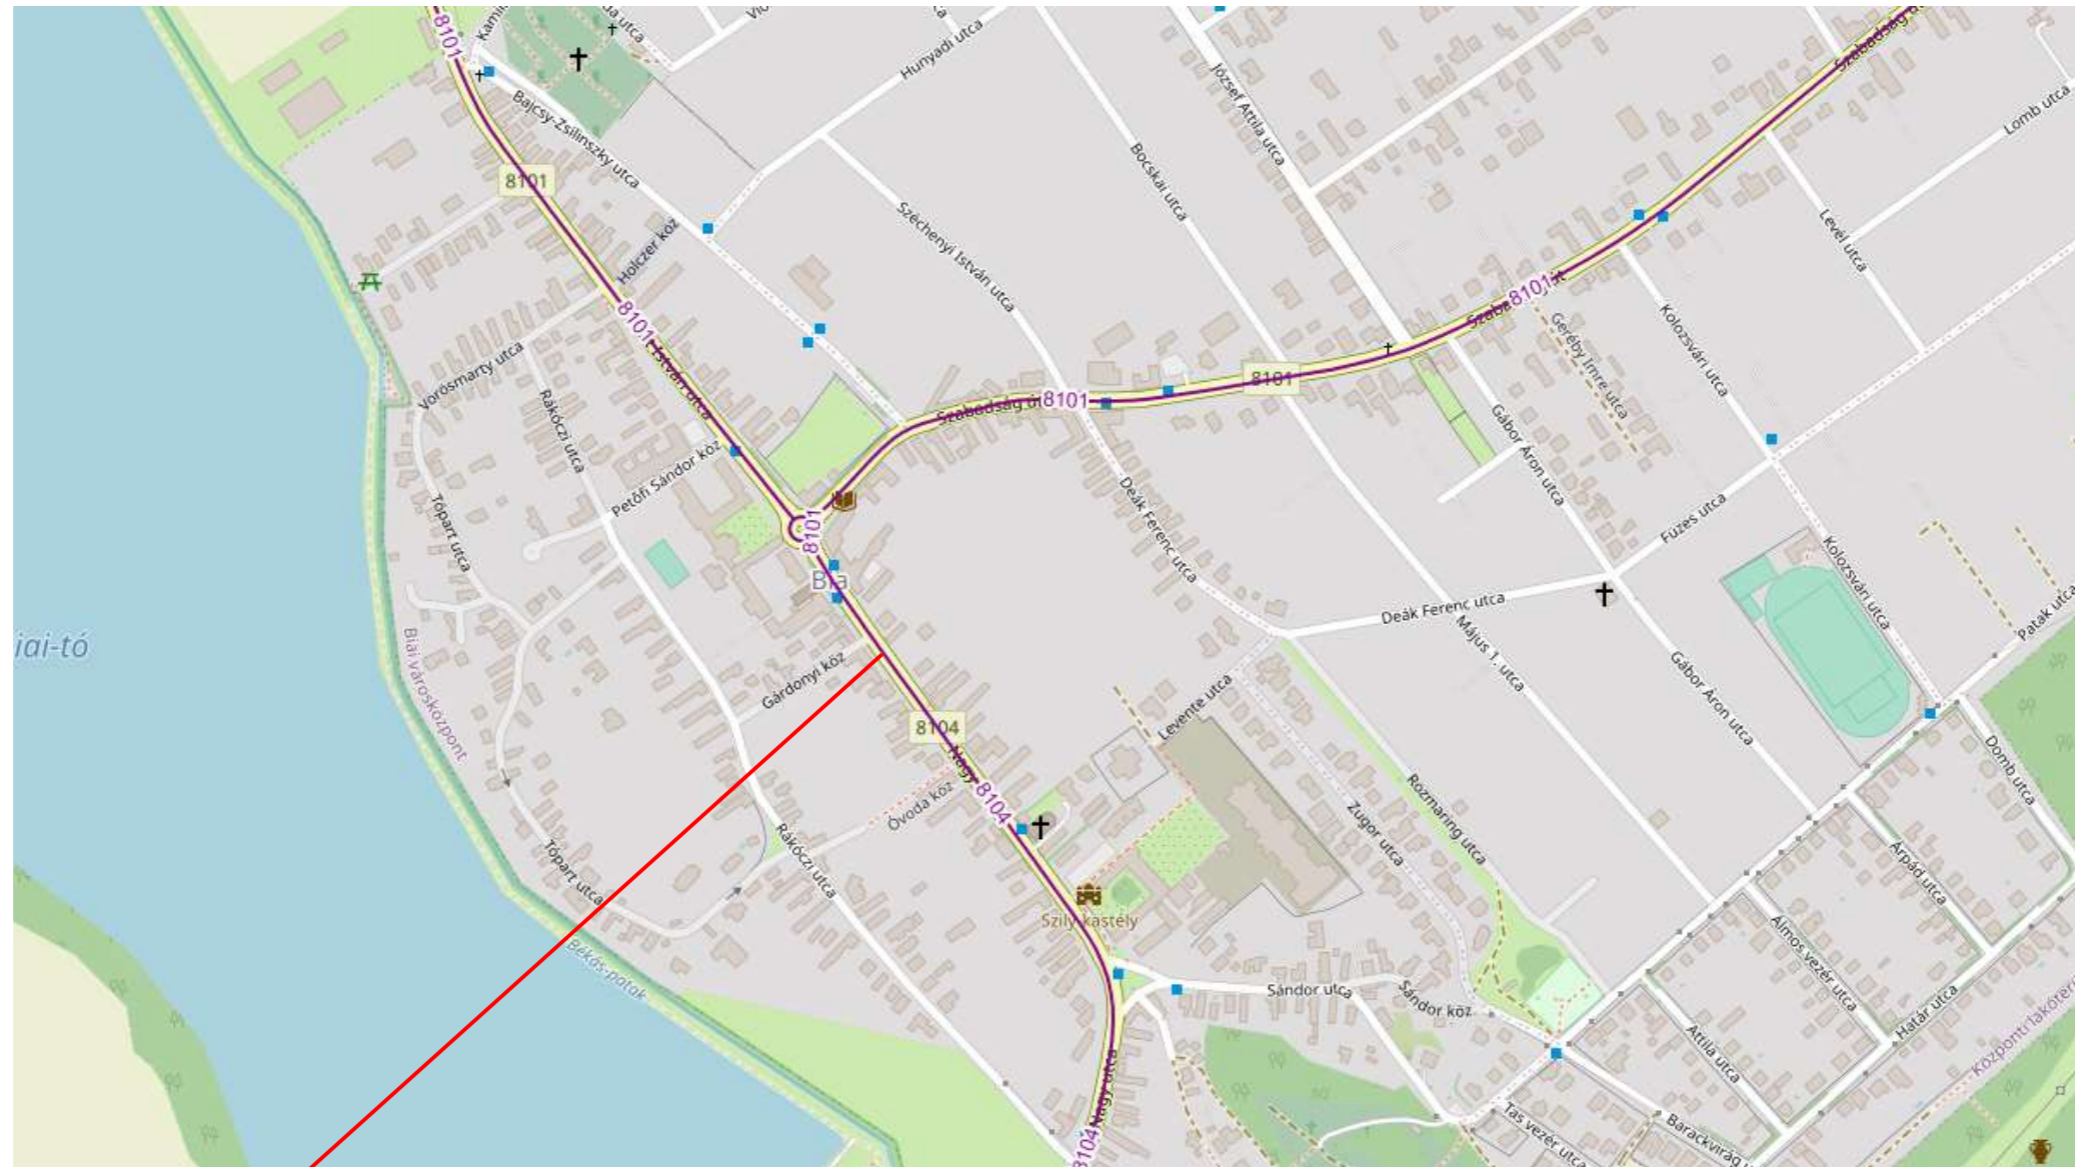 8101
Kamil
da utca
Hunyadi utca
József Attila utca
Szabadság út
Lomb utca
Bajcsy-Zsilinszky utca
Bocskai utca
8101
Széchenyi István utca
Levél utca
Holczer köz
8101
t István utca
8101
Szaba
Geréby Imre utca
Kolozsvári utca
Vörösmarty utca
Rákóczi utca
8101
Szabadság ú
8101
Gábor Áron utca
Petőfi Sándor köz
Tópart utca
8101
Deák Ferenc utca
Füzes utca
Kolozsvári utca
Bia
Deák Ferenc utca
Patak utca
iai-tó
Biai városközpont
Gárdonyi köz
Május 1. utca
Gábor Áron utca
Levente utca
8104
Nagy
8104
Domb utca
Óvoda köz
Rákóczi utca
Zugor utca
Rozmaring utca
Tópart utca
Árpád utca
Szily kastély
Álmos vezér utca
Békás-patak
Sándor utca
Sándor köz
Határ utca
Attila utca
Központi lakóterü
Nagy utca
8104
Tas vezér utca
Barackvirág u